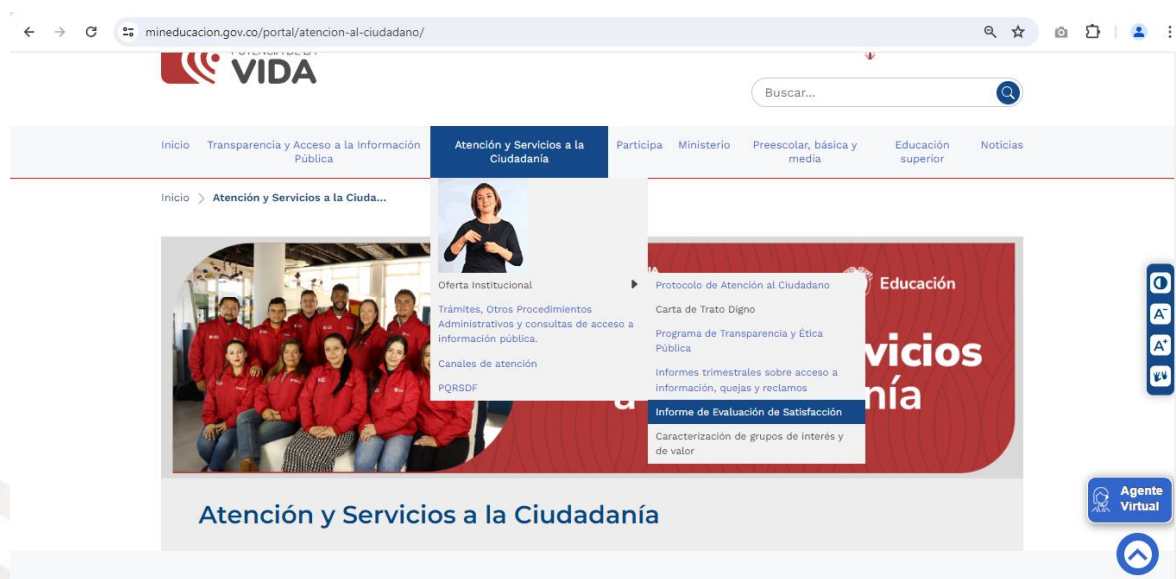 mineducacion.gov.co/portal/atencion-al-ciudadano/
VIDA
Buscar...
Inicio
Transparencia y Acceso a la Información
Pública
Atención y Servicios a la
Ciudadanía
Participa
Ministerio
Preescolar, básica y
media
Educación
superior
Noticias
Inicio > Atención y Servicios a la Ciuda...
Oferta Institucional
Trámites, Otros Procedimientos
Administrativos y consultas de acceso a
información pública.
Canales de atención
PQRSDF
Protocolo de Atención al Ciudadano
Carta de Trato Digno
Programa de Transparencia y Ética
Pública
Informes trimestrales sobre acceso a
información, quejas y reclamos
Informe de Evaluación de Satisfacción
Caracterización de grupos de interés y
de valor
Educación
A-
A+
Agente
Virtual
Atención y Servicios a la Ciudadanía